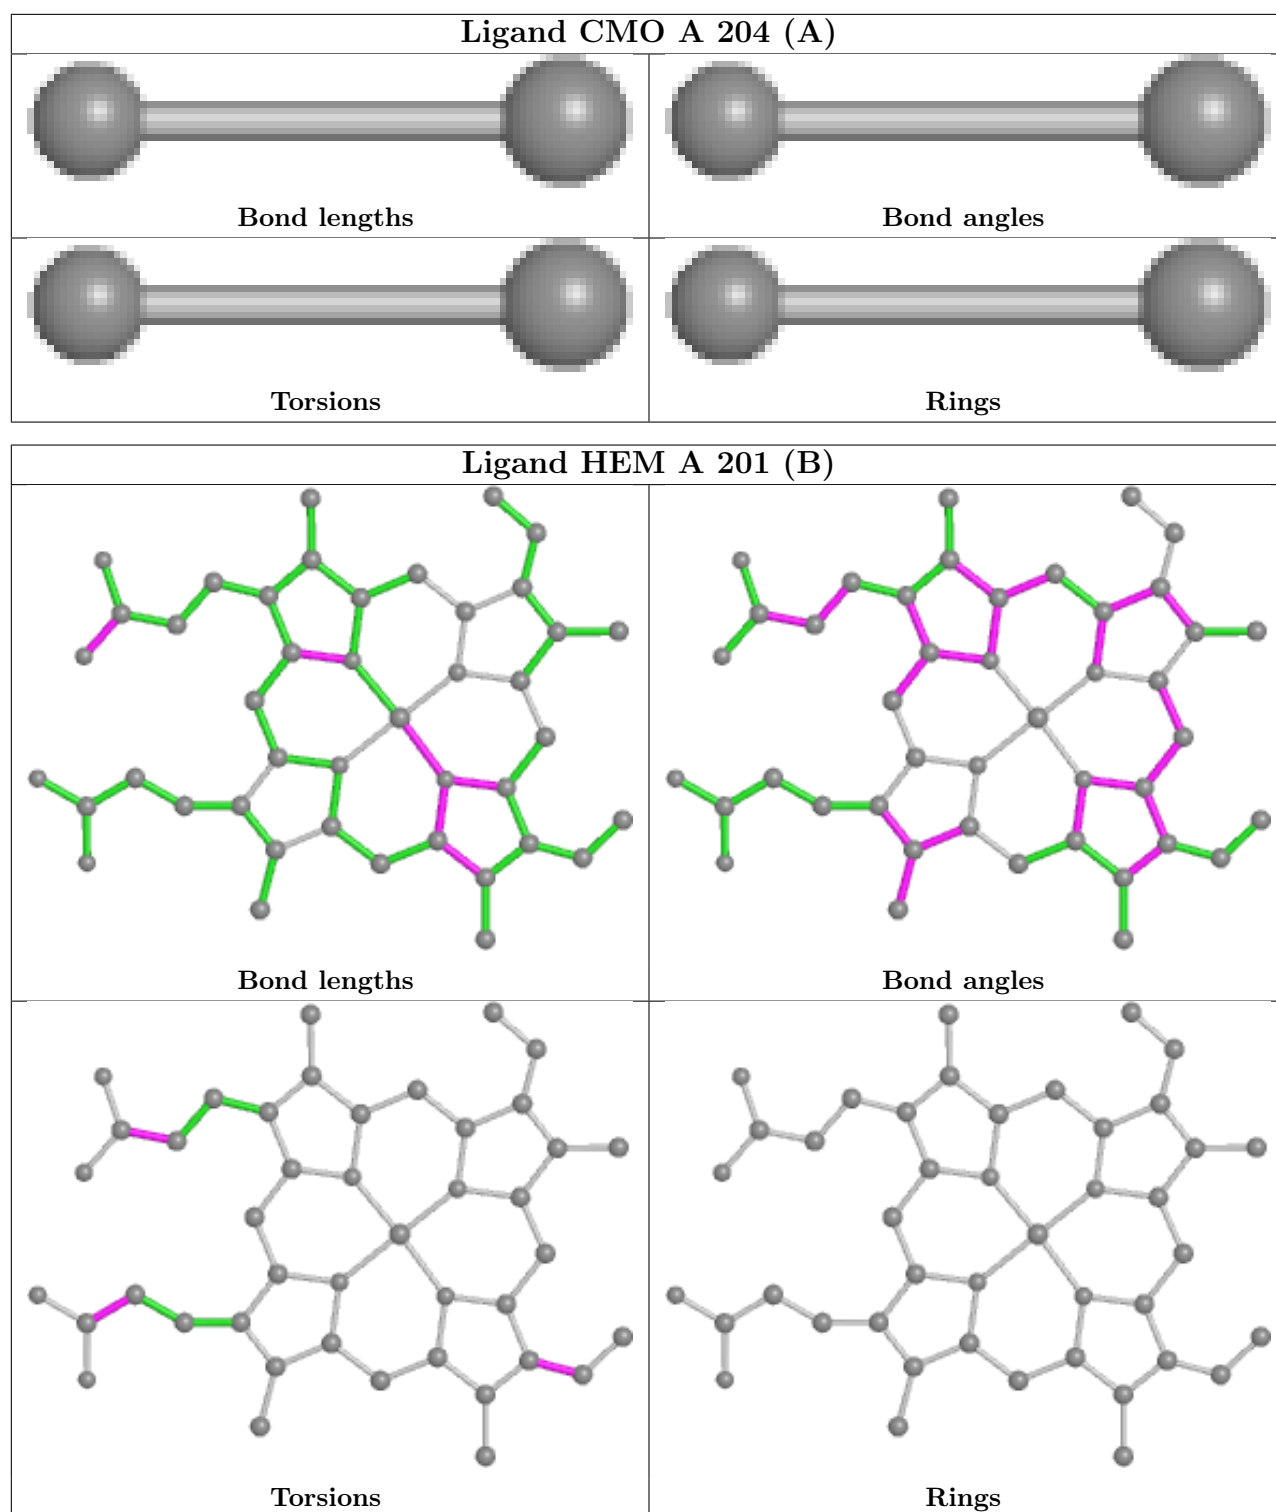 Ligand CMO A 204 (A)
Bond lengths
Bond angles
Torsions
Rings
Ligand HEM A 201 (B)
Bond lengths
Bond angles
Torsions
Rings